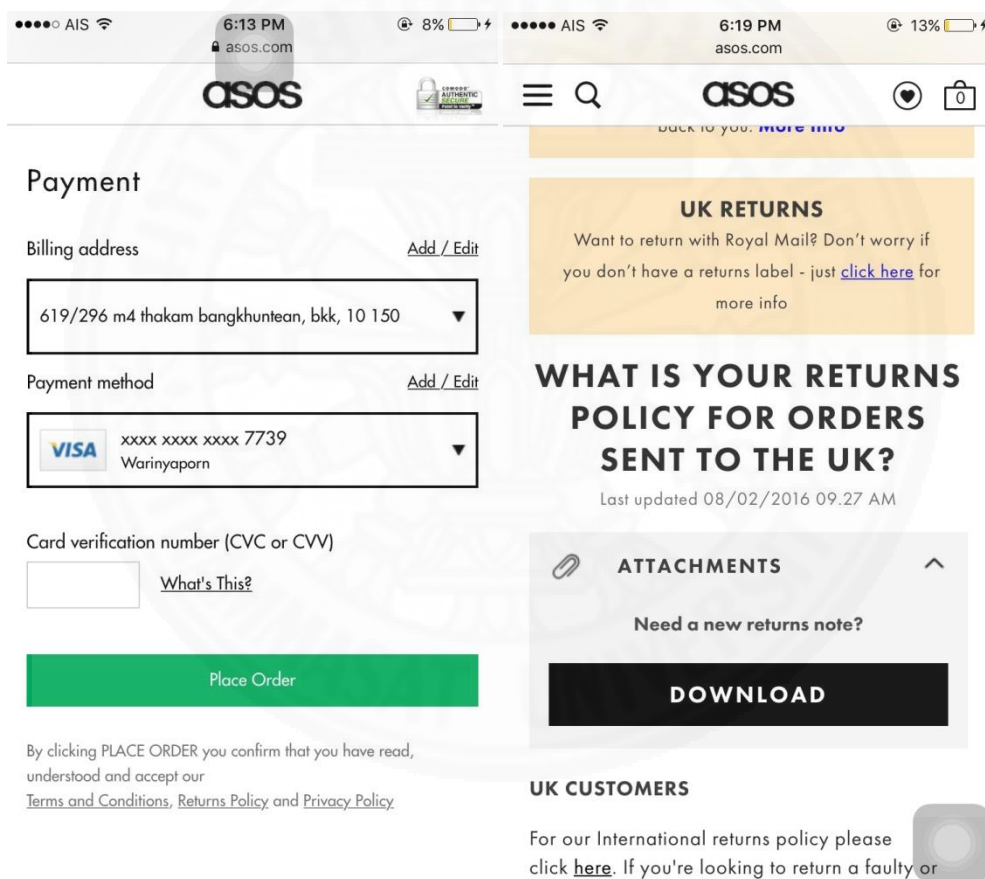 AIS 6:13 PM 8%
asos.com
asos
COMODO
AUTHENTIC
SECURE
Payment
Billing address Add / Edit
619/296 m4 thakam bangkhuntean, bkk, 10 150
Payment method Add / Edit
VISA
xxxx xxxx xxxx 7739
Warinyaporn
Card verification number (CVC or CVV)
What's This?
Place Order
By clicking PLACE ORDER you confirm that you have read,
understood and accept our
Terms and Conditions, Returns Policy and Privacy Policy
AIS 6:19 PM 13%
asos.com
asos
0
back to you. More info
UK RETURNS
Want to return with Royal Mail? Don't worry if
you don't have a returns label - just click here for
more info
WHAT IS YOUR RETURNS
POLICY FOR ORDERS
SENT TO THE UK?
Last updated 08/02/2016 09.27 AM
ATTACHMENTS
Need a new returns note?
DOWNLOAD
UK CUSTOMERS
For our International returns policy please
click here. If you're looking to return a faulty or